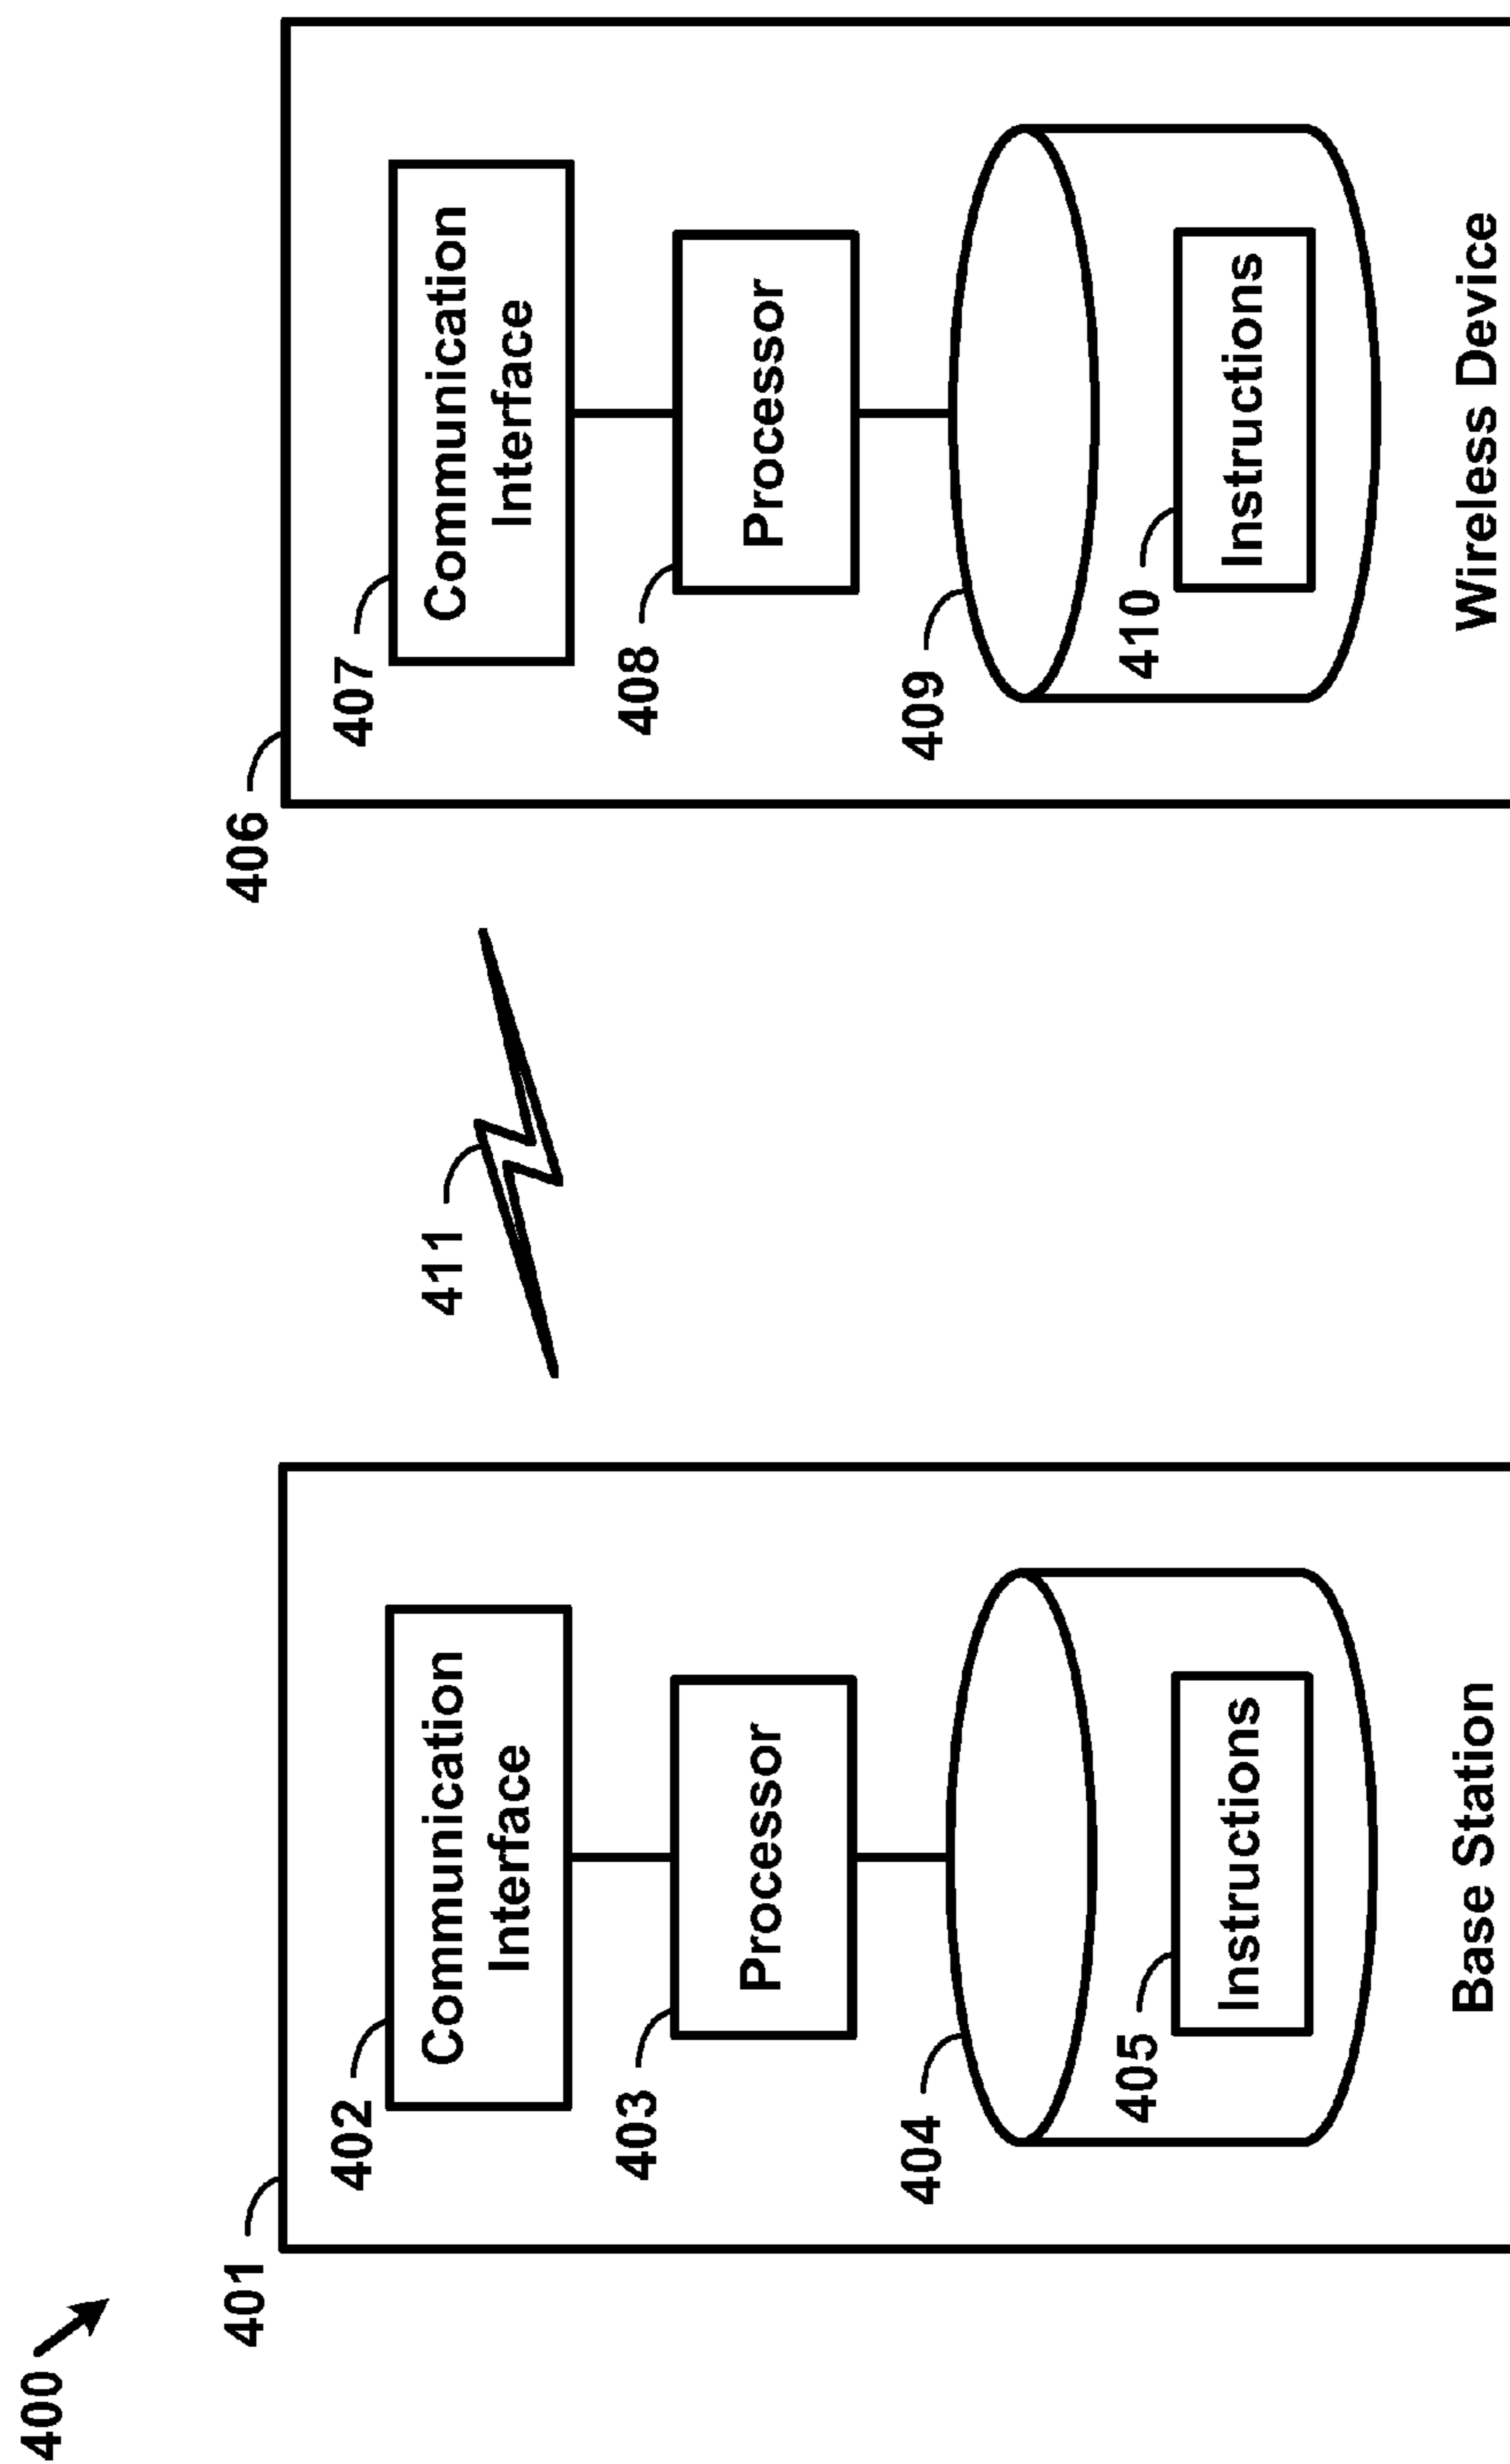 400
401
402
Communication
Interface
403
Processor
404
405
Instructions
Base Station
411
406
407
Communication
Interface
408
Processor
409
410
Instructions
Wireless Device